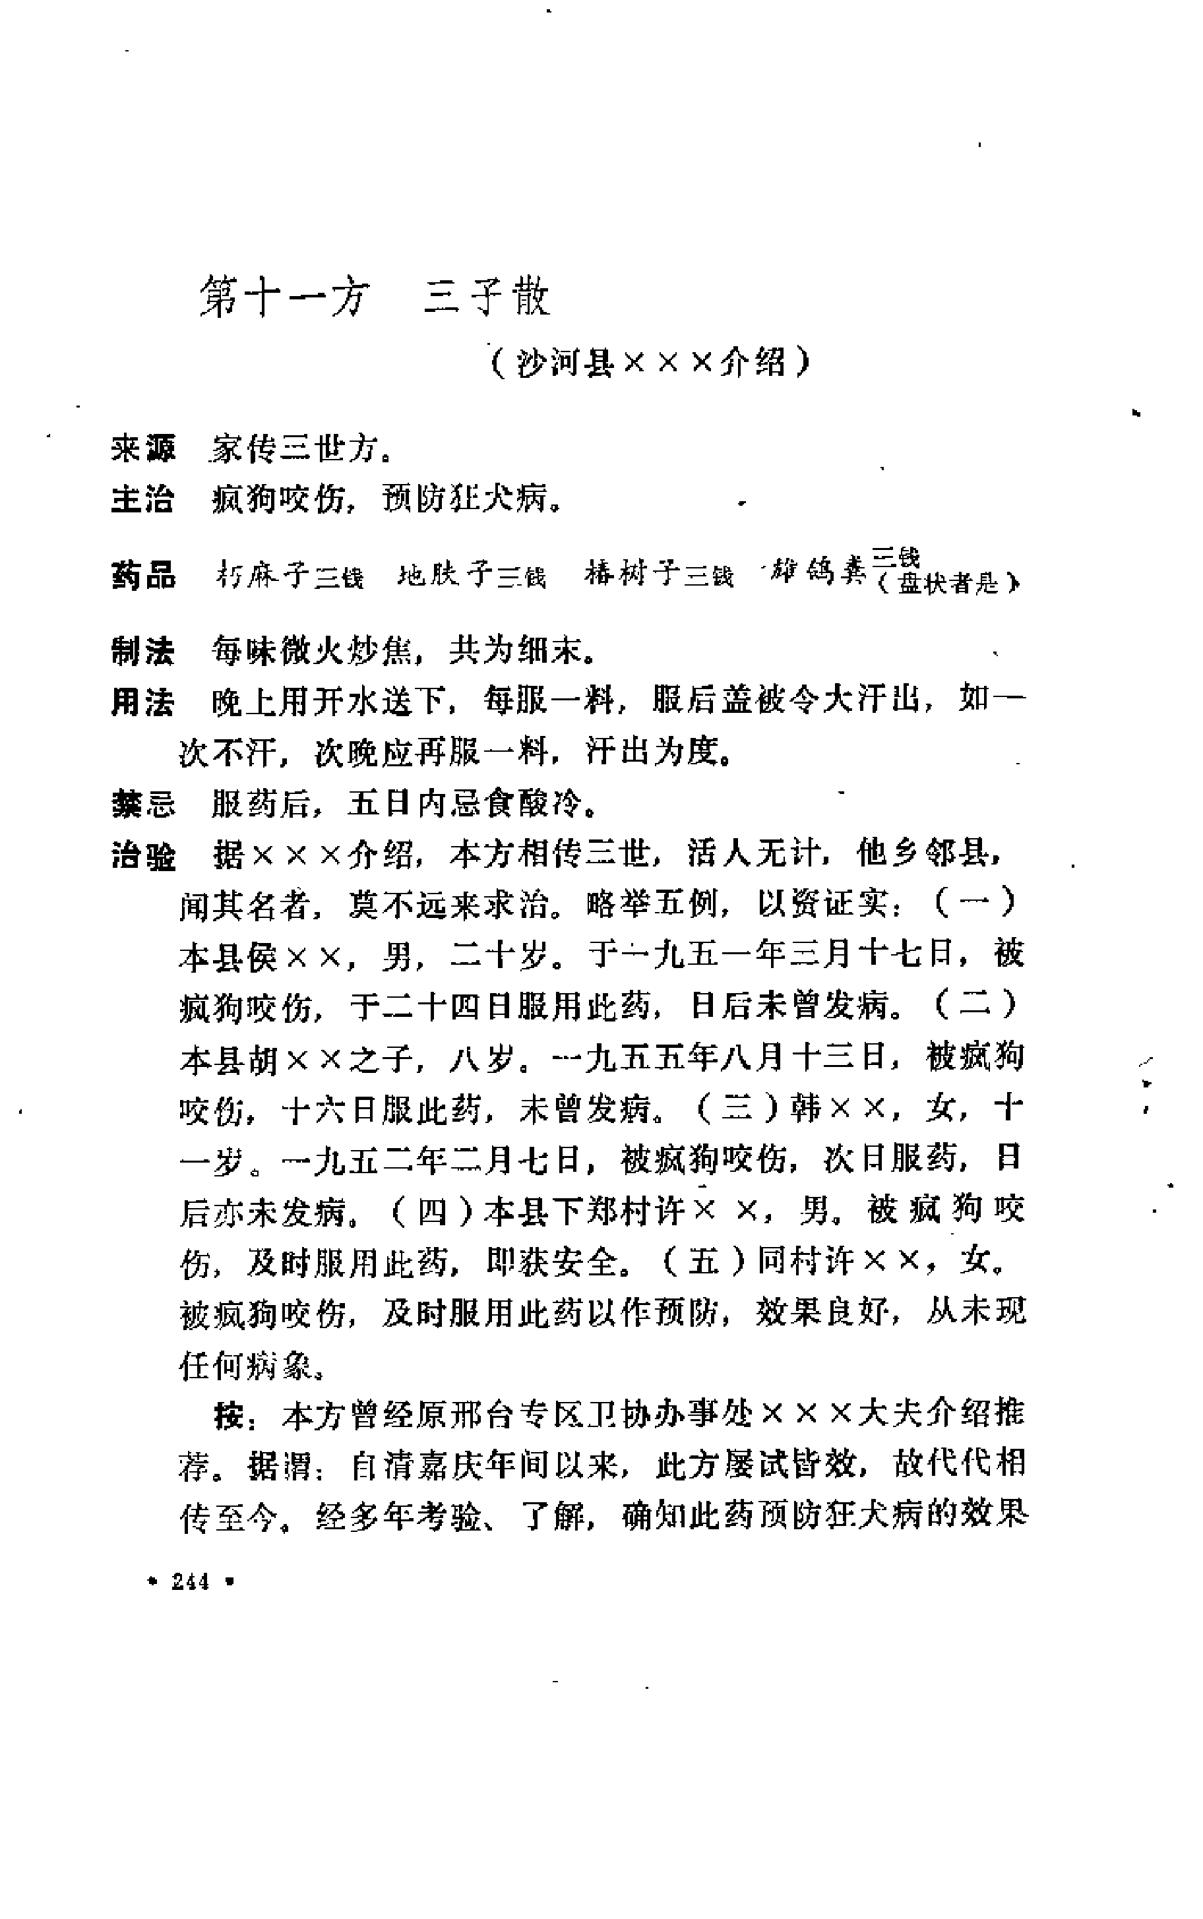 第十一方　三子散
（沙河县×××介绍）
来源　家传三世方。
主治　疯狗咬伤，预防狂犬病。
药品　朽麻子三钱　地肤子三钱　椿树子三钱　雄鸽粪三钱（盘状者是）
制法　每味微火炒焦，共为细末。
用法　晚上用开水送下，每服一料，服后盖被令大汗出，如一
次不汗，次晚应再服一料，汗出为度。
禁忌　服药后，五日内忌食酸冷。
治验　据×××介绍，本方相传三世，活人无计，他乡邻县，
闻其名者，莫不远来求治。略举五例，以资证实：（一）
本县侯××，男，二十岁。于一九五一年三月十七日，被
疯狗咬伤，于二十四日服用此药，日后未曾发病。（二）
本县胡××之子，八岁。一九五五年八月十三日，被疯狗
咬伤，十六日服此药，未曾发病。（三）韩××，女，十
一岁。一九五二年二月七日，被疯狗咬伤，次日服药，日
后亦未发病。（四）本县下郑村许××，男。被疯狗咬
伤，及时服用此药，即获安全。（五）同村许××，女。
被疯狗咬伤，及时服用此药以作预防，效果良好，从未现
任何病象。
按：本方曾经原邢台专区卫协办事处×××大夫介绍推
荐。据谓：自清嘉庆年间以来，此方屡试皆效，故代代相
传至今。经多年考验、了解，确知此药预防狂犬病的效果
• 244 •